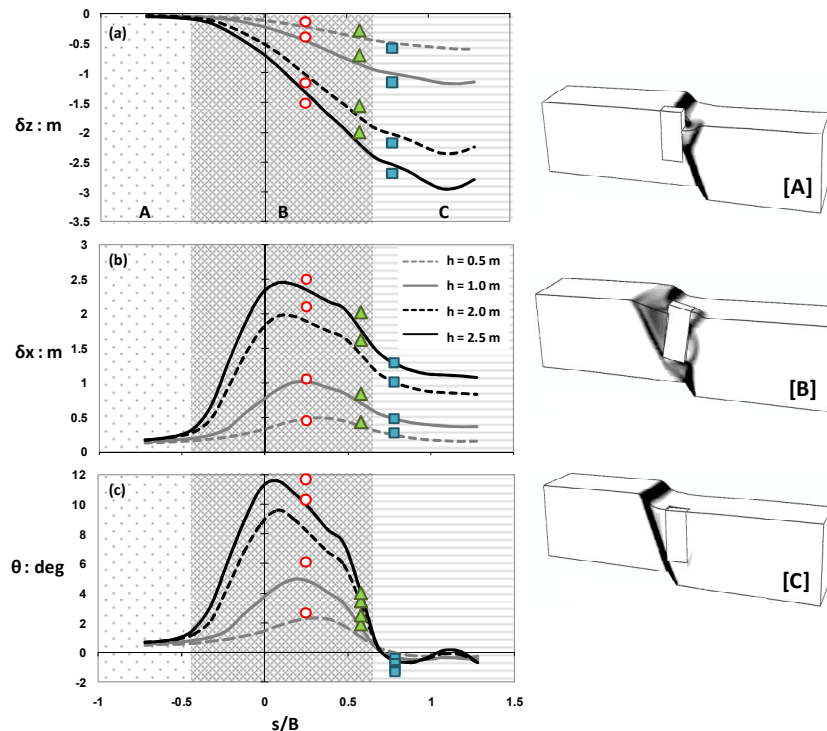 0
-0.5
-1
-1.5
-2
-2.5
-3
-3.5
δz : m
(a)
A
B
C
[A]
3
2.5
2
1.5
1
0.5
0
δx : m
(b)
h = 0.5 m
h = 1.0 m
h = 2.0 m
h = 2.5 m
[B]
12
10
8
6
4
2
0
-2
θ : deg
(c)
[C]
-1
-0.5
0
0.5
1
1.5
s/B